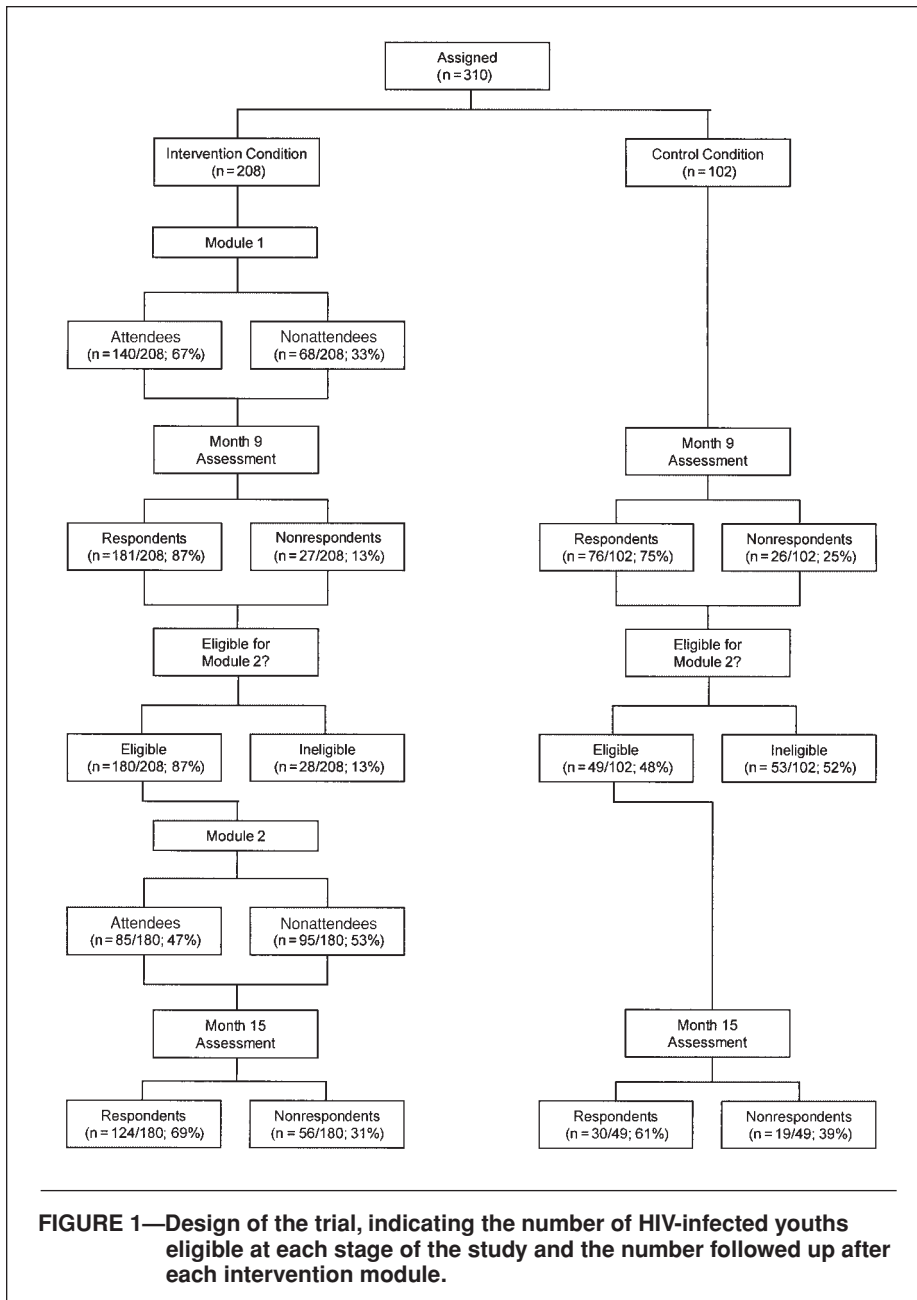 Assigned
(n=310)
Intervention Condition
(n=208)
Control Condition
(n=102)
Module 1
Attendees
(n=140/208; 67%)
Nonattendees
(n=68/208; 33%)
Month 9
Assessment
Month 9
Assessment
Respondents
(n=181/208; 87%)
Nonrespondents
(n=27/208; 13%)
Respondents
(n=76/102; 75%)
Nonrespondents
(n=26/102; 25%)
Eligible for
Module 2?
Eligible for
Module 2?
Eligible
(n=180/208; 87%)
Ineligible
(n=28/208; 13%)
Eligible
(n=49/102; 48%)
Ineligible
(n=53/102; 52%)
Module 2
Attendees
(n=85/180; 47%)
Nonattendees
(n=95/180; 53%)
Month 15
Assessment
Month 15
Assessment
Respondents
(n=124/180; 69%)
Nonrespondents
(n=56/180; 31%)
Respondents
(n=30/49; 61%)
Nonrespondents
(n=19/49; 39%)
FIGURE 1—Design of the trial, indicating the number of HIV-infected youths
eligible at each stage of the study and the number followed up after
each intervention module.